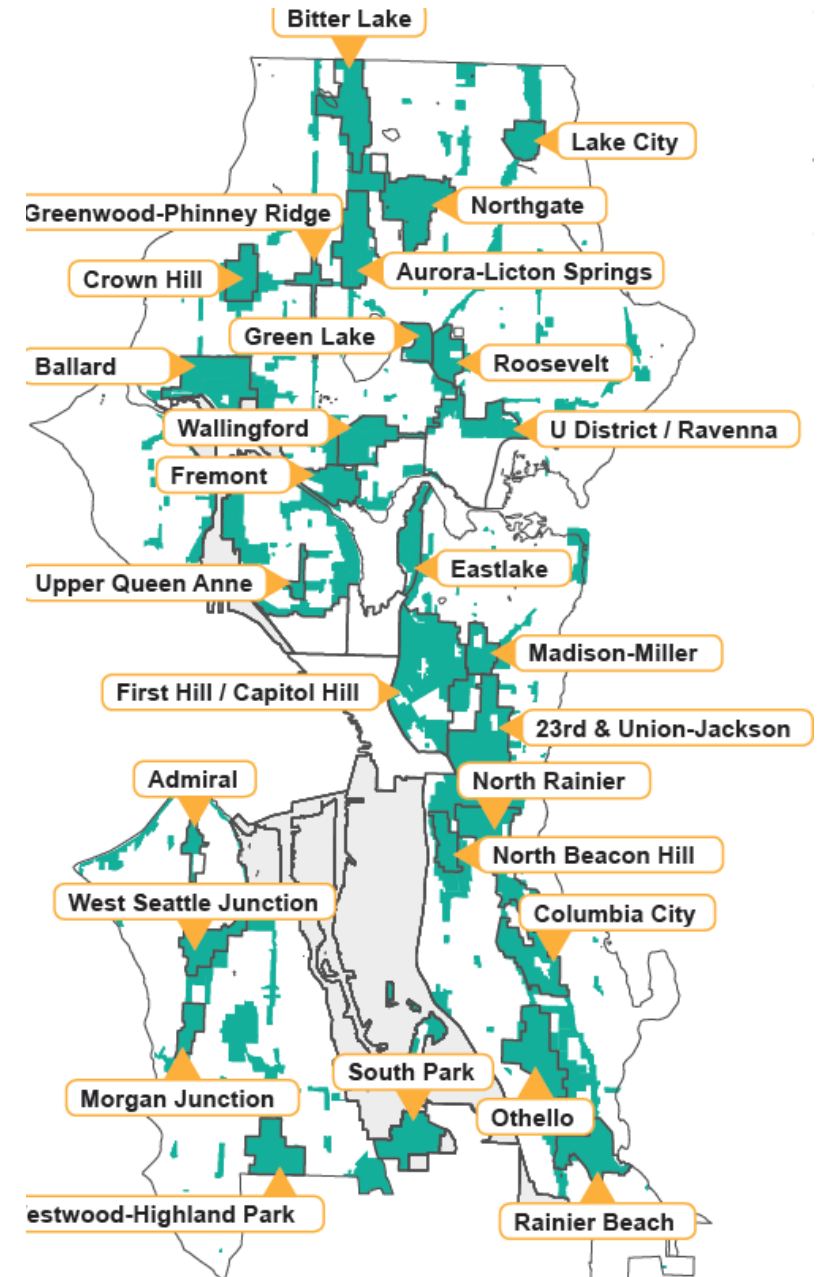 Bitter Lake
Lake City
Northgate
Greenwood-Phinney Ridge
Aurora-Licton Springs
Crown Hill
Green Lake
Roosevelt
Ballard
Wallingford
U District / Ravenna
Fremont
Eastlake
Upper Queen Anne
Madison-Miller
First Hill / Capitol Hill
23rd & Union-Jackson
Admiral
North Rainier
North Beacon Hill
West Seattle Junction
Columbia City
South Park
Morgan Junction
Othello
estwood-Highland Park
Rainier Beach